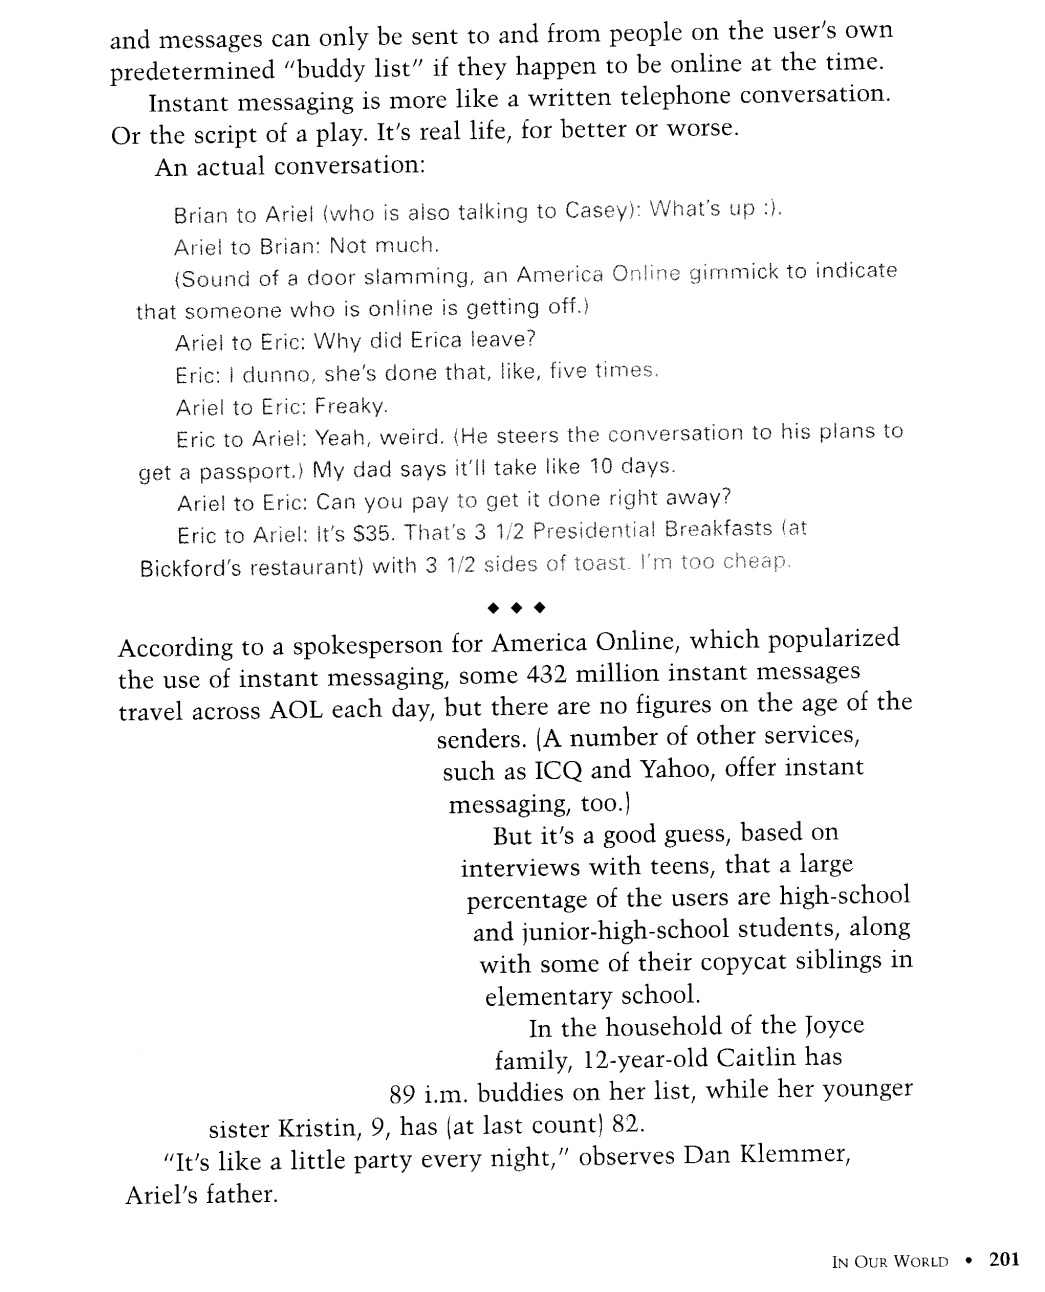 and messages can only be sent to and from people on the user's own
predetermined "buddy list" if they happen to be online at the time.
Instant messaging is more like a written telephone conversation.
Or the script of a play. It's real life, for better or worse.
An actual conversation:
Brian to Ariel (who is also talking to Casey): What's up :).
Ariel to Brian: Not much.
(Sound of a door slamming, an America Online gimmick to indicate
that someone who is online is getting off.)
Ariel to Eric: Why did Erica leave?
Eric: I dunno, she's done that, like, five times.
Ariel to Eric: Freaky.
Eric to Ariel: Yeah, weird. (He steers the conversation to his plans to
get a passport.) My dad says it'll take like 10 days.
Ariel to Eric: Can you pay to get it done right away?
Eric to Ariel: It's $35. That's 3 1/2 Presidential Breakfasts (at
Bickford's restaurant) with 3 1/2 sides of toast. I'm too cheap.
◆ ◆ ◆
According to a spokesperson for America Online, which popularized
the use of instant messaging, some 432 million instant messages
travel across AOL each day, but there are no figures on the age of the
senders. (A number of other services,
such as ICQ and Yahoo, offer instant
messaging, too.)
But it's a good guess, based on
interviews with teens, that a large
percentage of the users are high-school
and junior-high-school students, along
with some of their copycat siblings in
elementary school.
In the household of the Joyce
family, 12-year-old Caitlin has
89 i.m. buddies on her list, while her younger
sister Kristin, 9, has (at last count) 82.
"It's like a little party every night," observes Dan Klemmer,
Ariel's father.
IN OUR WORLD • 201